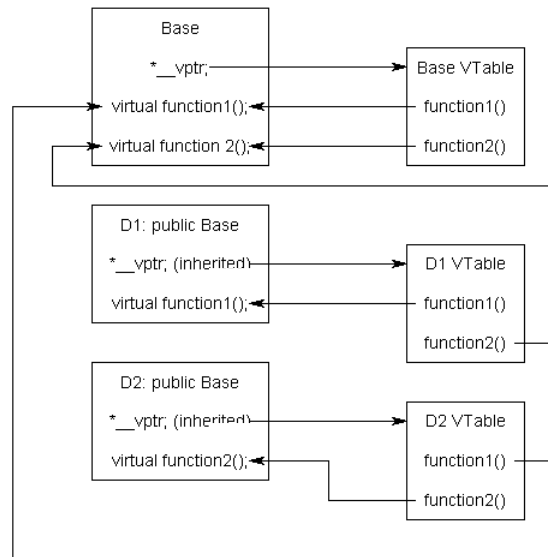 Base
*__vptr;
virtual function1();
virtual function 2();
Base VTable
function1()
function2()
D1: public Base
*__vptr; (inherited)
virtual function1();
D1 VTable
function1()
function2()
D2: public Base
*__vptr; (inherited)
virtual function2();
D2 VTable
function1()
function2()